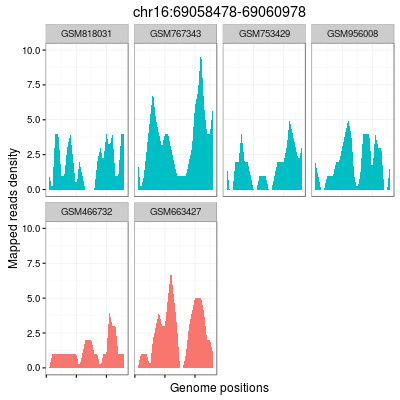 chr16:69058478-69060978
GSM818031 GSM767343 GSM753429 GSM956008
10.0
7.5
5.0
2.5
0.0
Mapped reads density
GSM466732 GSM663427
10.0
7.5
5.0
2.5
0.0
Genome positions